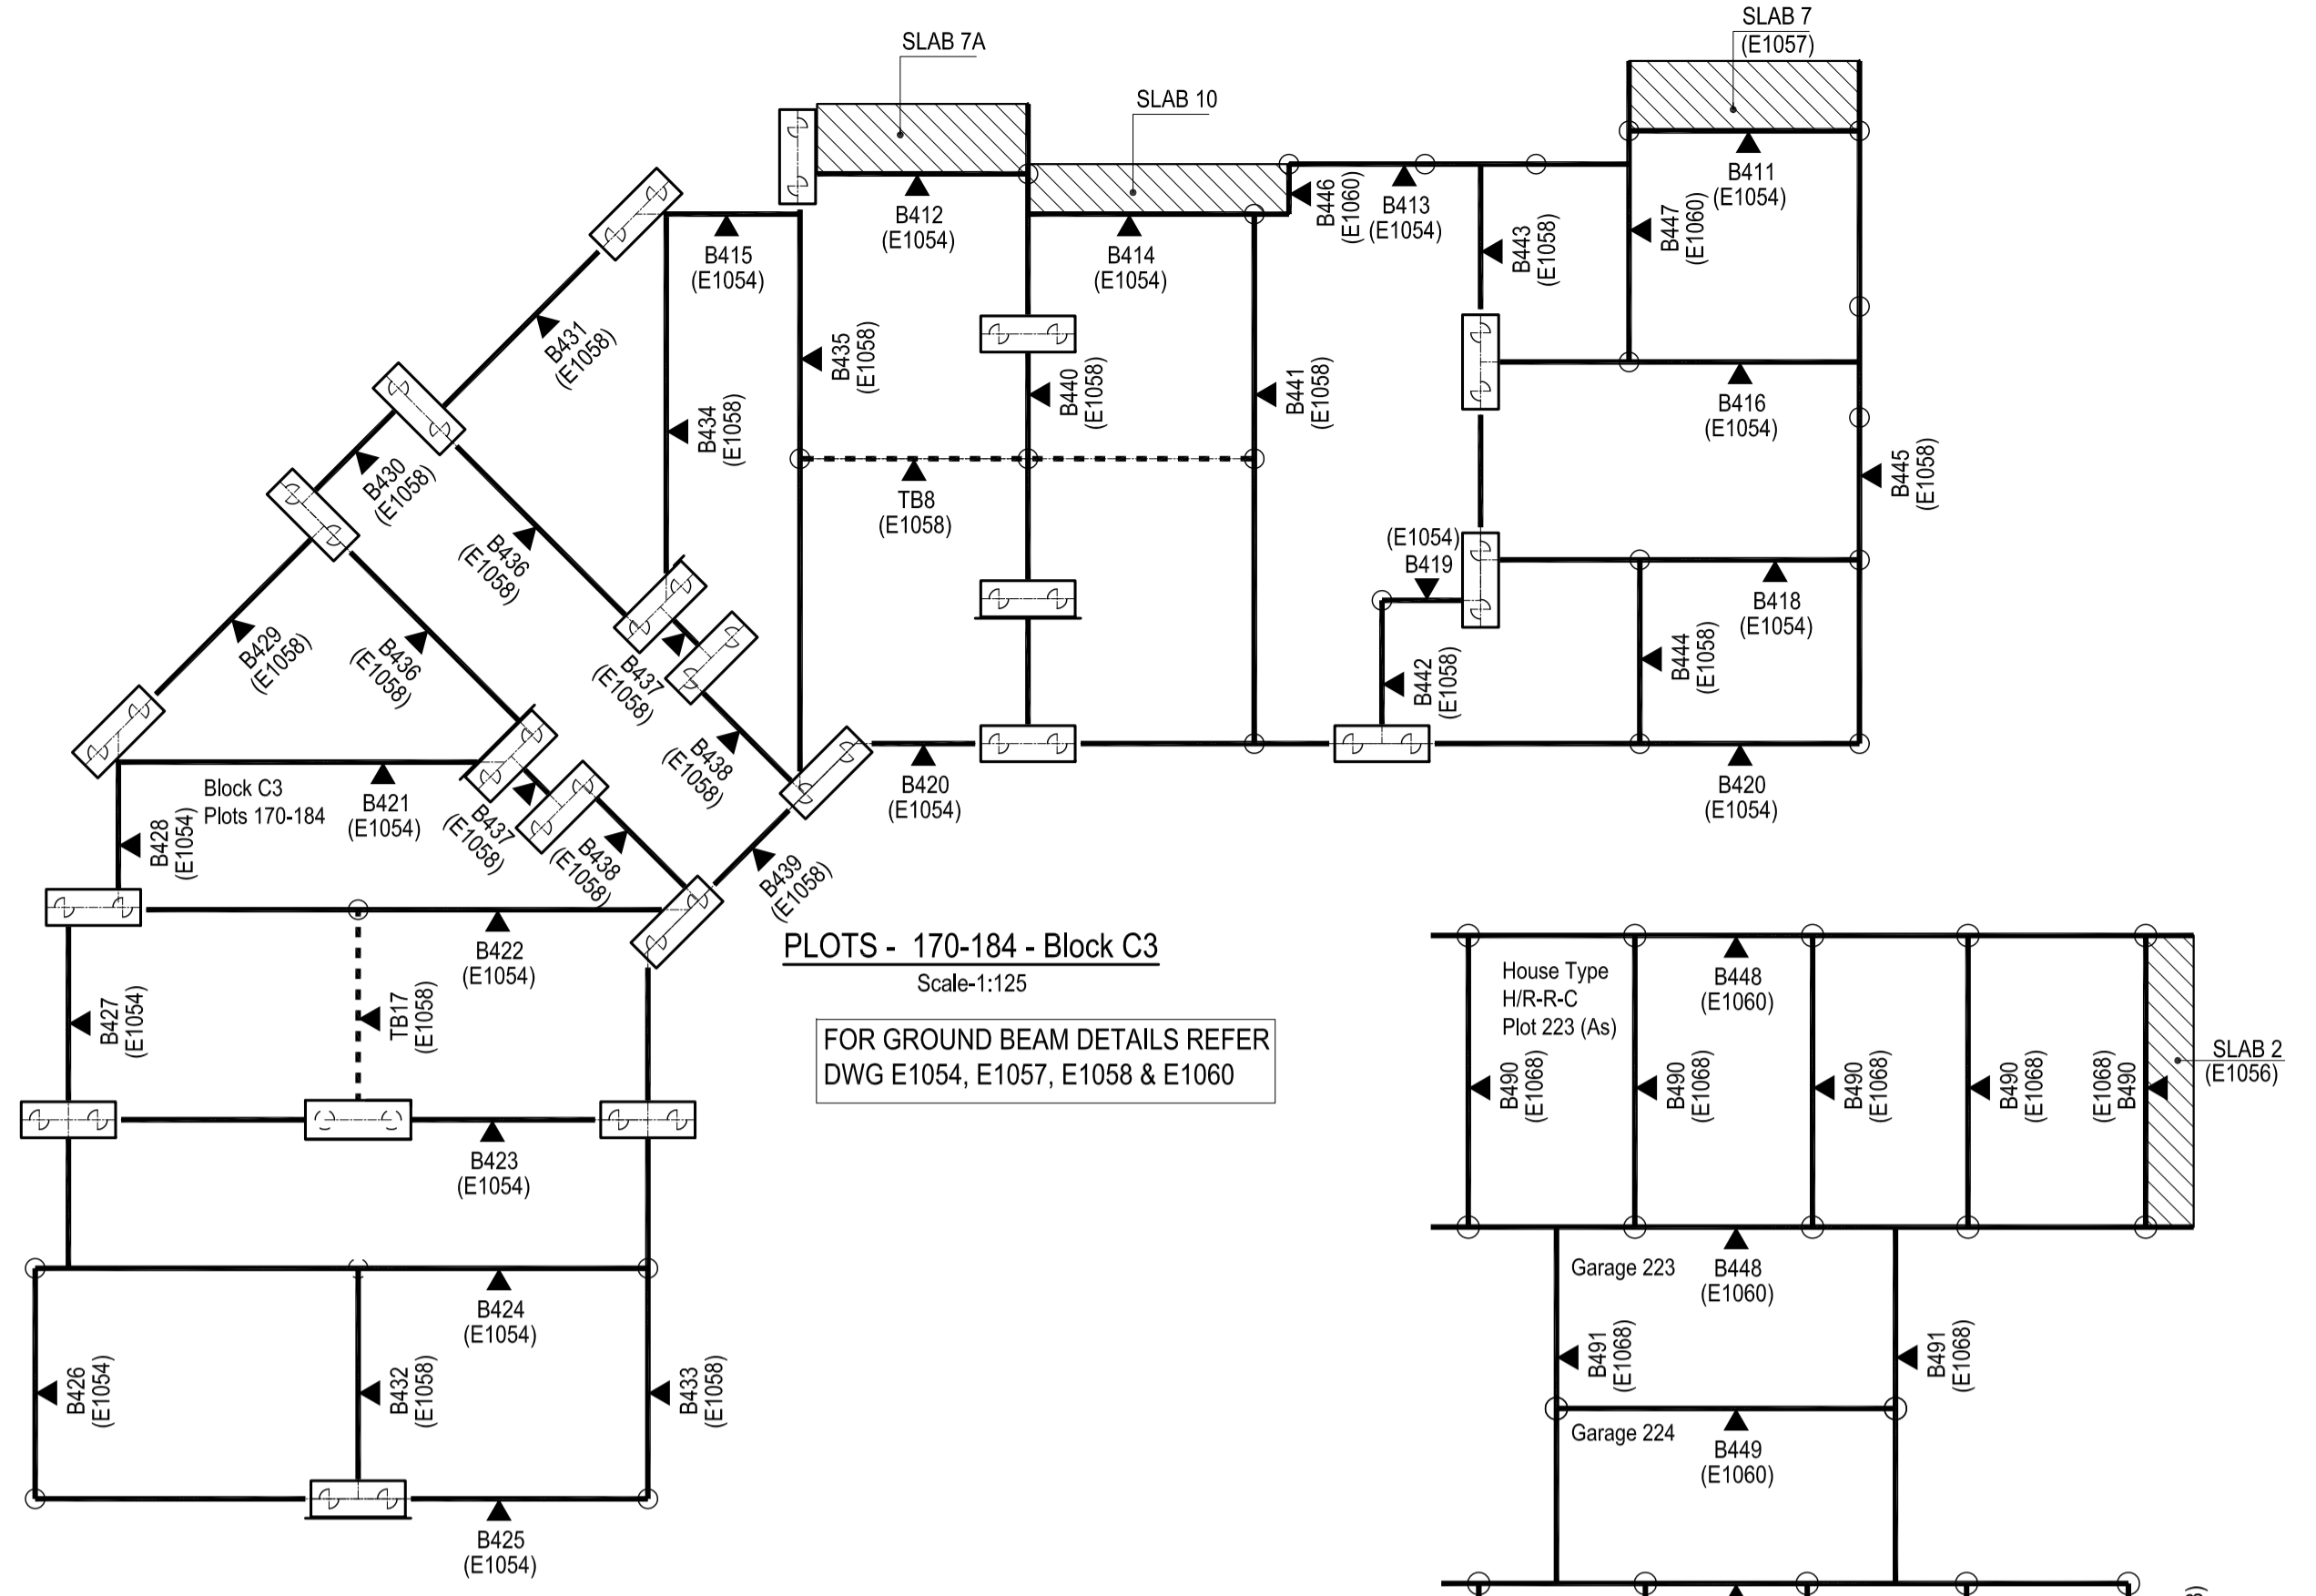 SLAB 7
(E1057)
SLAB 7A
SLAB 10
B411
(E1054)
B446
(E1060)
B413
(E1054)
B447
(E1060)
B443
(E1058)
B412
(E1054)
B415
(E1054)
B414
(E1054)
B431
(E1058)
B435
(E1058)
B440
(E1058)
B441
(E1058)
B434
(E1058)
B416
(E1054)
B430
(E1058)
B445
(E1058)
TB8
(E1058)
B436
(E1058)
(E1054)
B419
B418
(E1054)
B429
(E1058)
B436
(E1058)
B437
(E1058)
B442
(E1058)
B444
(E1058)
B438
(E1058)
B420
(E1054)
B420
(E1054)
Block C3
Plots 170-184
B421
(E1054)
B428
(E1054)
B437
(E1058)
B438
(E1058)
B439
(E1058)
B422
(E1054)
PLOTS - 170-184 - Block C3
Scale-1:125
FOR GROUND BEAM DETAILS REFER
DWG E1054, E1057, E1058 & E1060
B427
(E1054)
TB17
(E1058)
B423
(E1054)
B424
(E1054)
B426
(E1054)
B432
(E1058)
B433
(E1058)
B425
(E1054)
House Type
H/R-R-C
Plot 223 (As)
B448
(E1060)
SLAB 2
(E1056)
B490
(E1068)
B490
(E1068)
B490
(E1068)
B490
(E1068)
(E1068)
B490
Garage 223
B448
(E1060)
B491
(E1068)
B491
(E1068)
Garage 224
B449
(E1060)